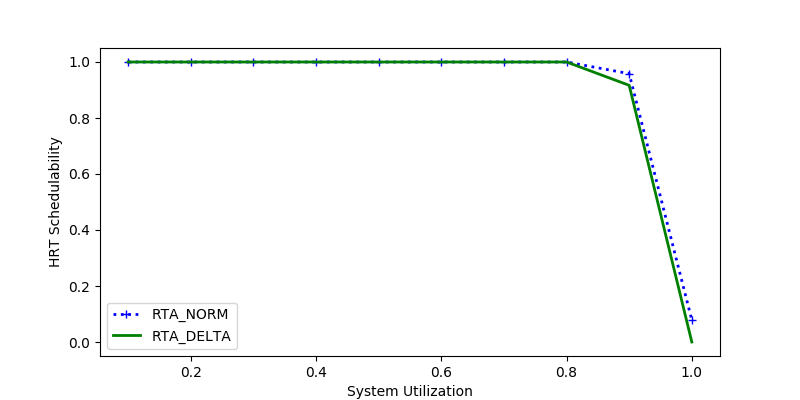 1.0
0.8
0.6
0.4
0.2
0.0
HRT Schedulability
RTA_NORM
RTA_DELTA
0.2 0.4 0.6 0.8 1.0
System Utilization